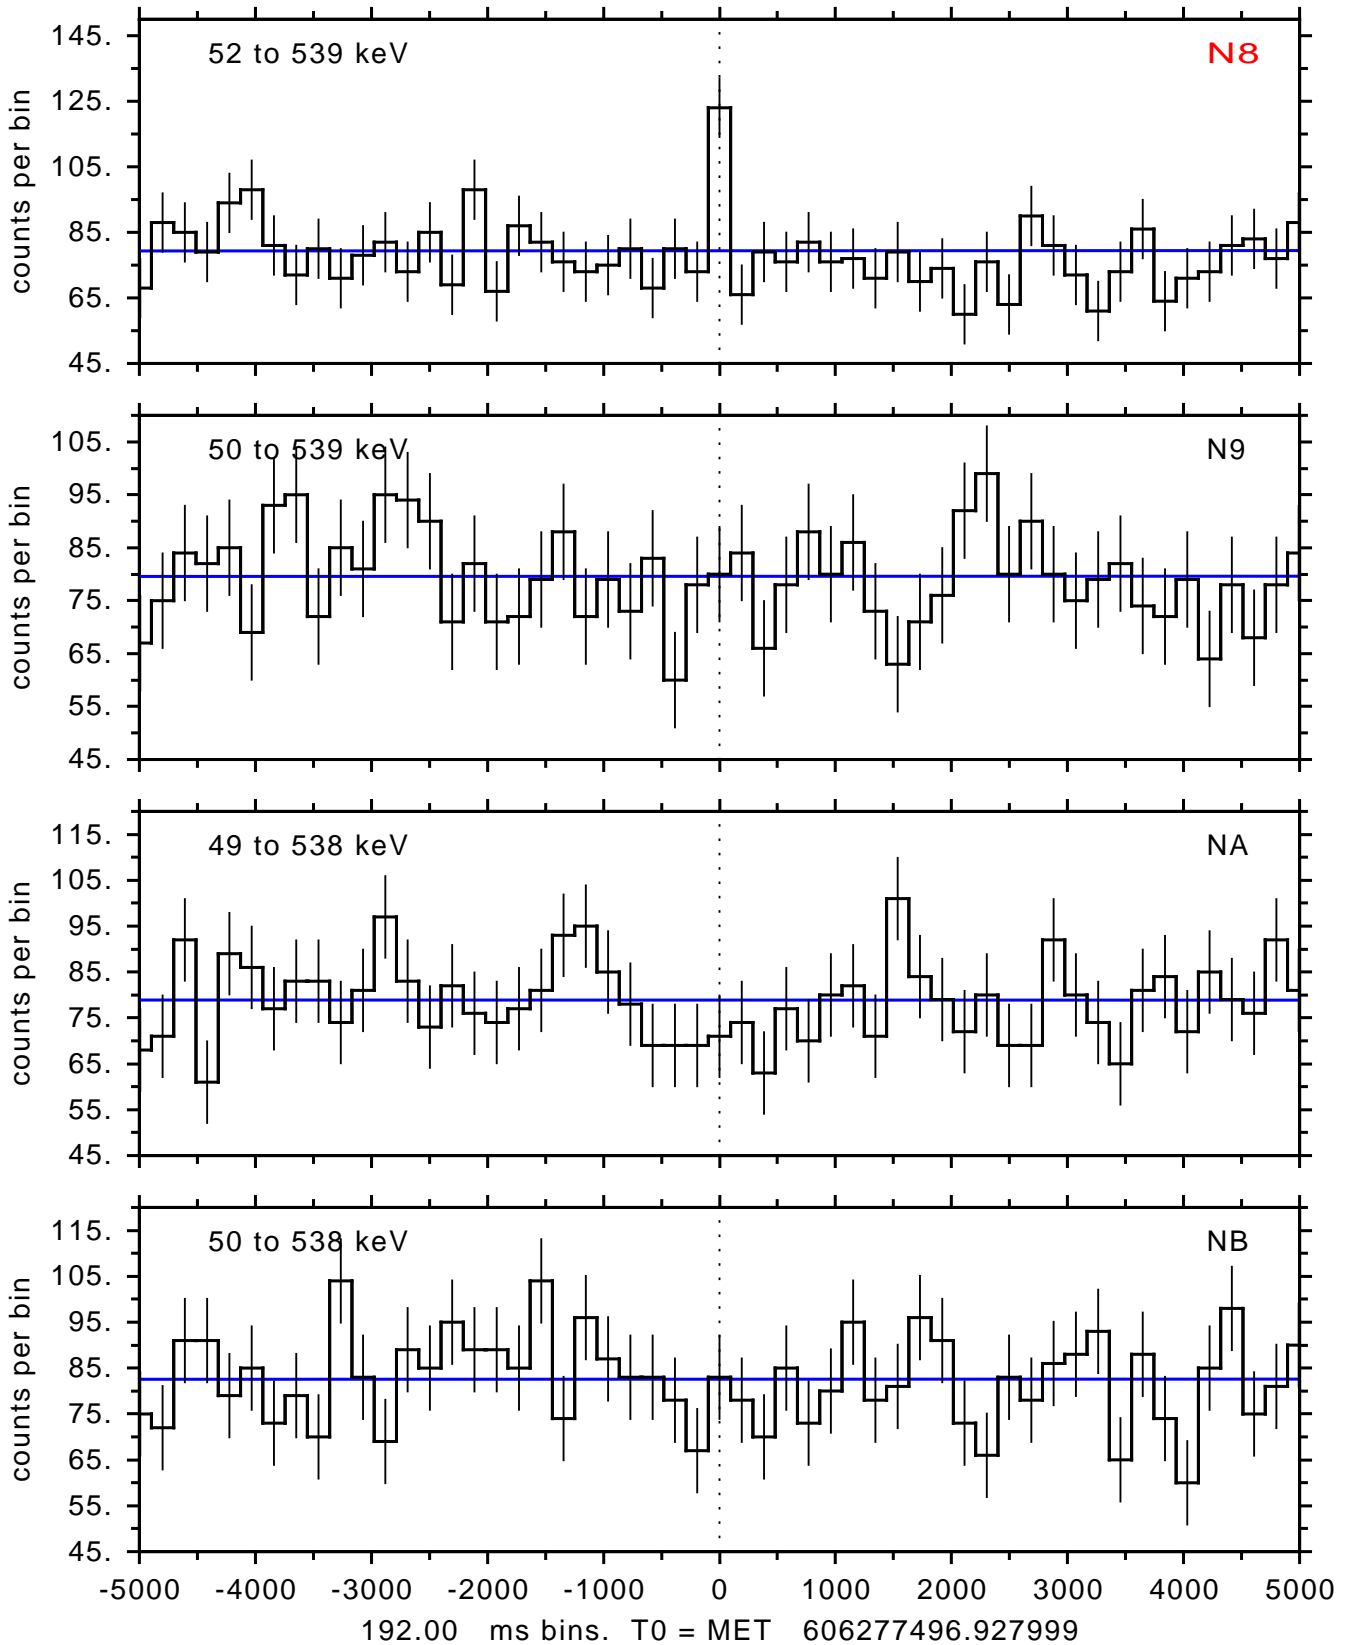 52 to 539 keV N8
counts per bin
145.
125.
105.
85.
65.
45.
50 to 539 keV N9
counts per bin
105.
95.
85.
75.
65.
55.
45.
49 to 538 keV NA
counts per bin
115.
105.
95.
85.
75.
65.
55.
45.
50 to 538 keV NB
counts per bin
115.
105.
95.
85.
75.
65.
55.
45.
-5000 -4000 -3000 -2000 -1000 0 1000 2000 3000 4000 5000
192.00 ms bins. T0 = MET 606277496.927999